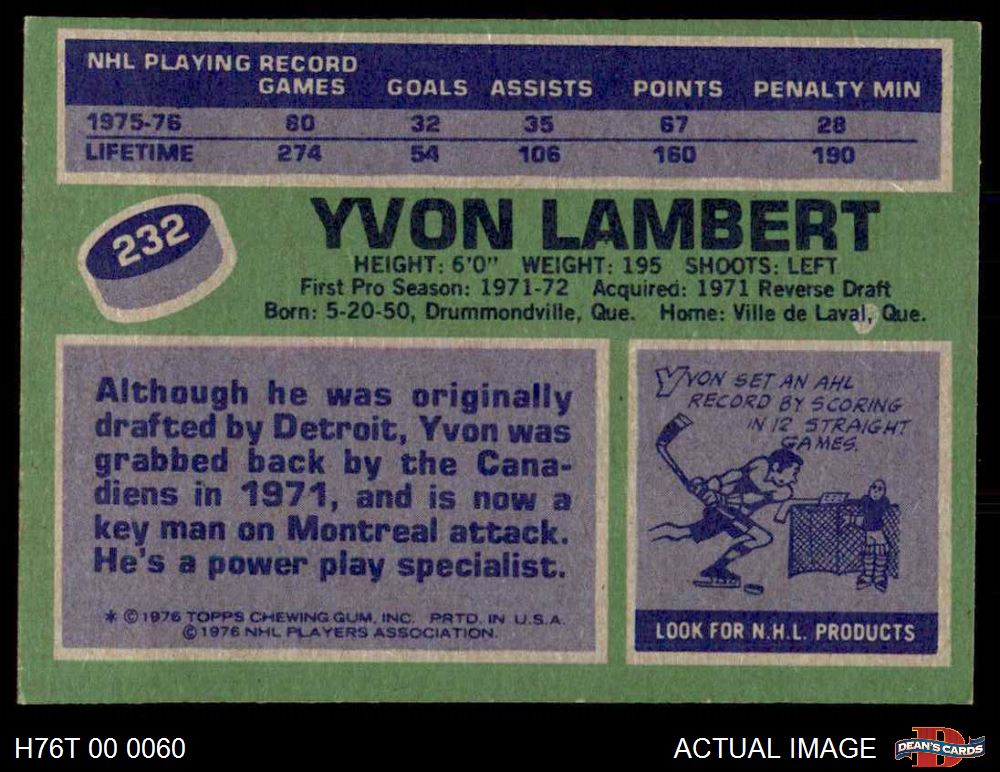 NHL PLAYING RECORD
GAMES GOALS ASSISTS POINTS PENALTY MIN
1975-76 80 32 35 67 28
LIFETIME 274 54 106 160 190
232
YVON LAMBERT
HEIGHT: 6'0" WEIGHT: 195 SHOOTS: LEFT
First Pro Season: 1971-72 Acquired: 1971 Reverse Draft
Born: 5-20-50, Drummondville, Que. Home: Ville de Laval, Que.
Although he was originally
drafted by Detroit, Yvon was
grabbed back by the Cana-
diens in 1971, and is now a
key man on Montreal attack.
He's a power play specialist.
* © 1976 TOPPS CHEWING GUM, INC. PRTD. IN U.S.A.
© 1976 NHL PLAYERS ASSOCIATION.
YVON SET AN AHL
RECORD BY SCORING
IN 12 STRAIGHT
GAMES.
LOOK FOR N.H.L. PRODUCTS
H76T 00 0060
ACTUAL IMAGE
D
DEAN'S CARDS